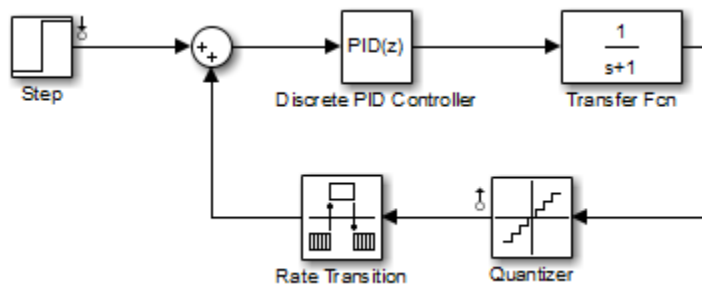 Step
+
+
PID(z)
Discrete PID Controller
1
s+1
Transfer Fcn
Rate Transition
Quantizer